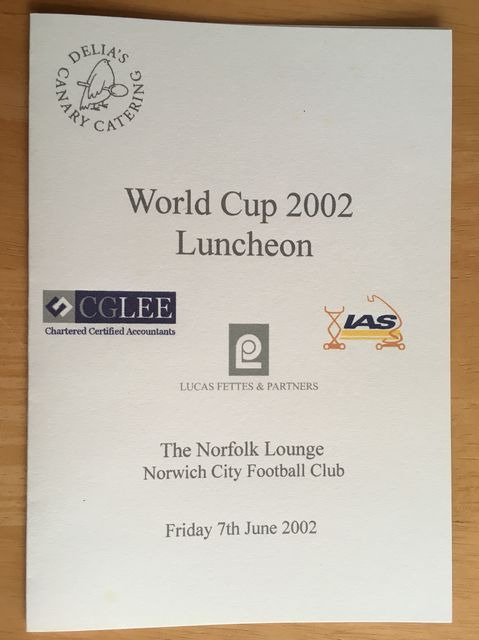 DELIA'S
CANARY CATERING
World Cup 2002
Luncheon
CGLEE
Chartered Certified Accountants
IAS
LUCAS FETTES & PARTNERS
The Norfolk Lounge
Norwich City Football Club
Friday 7th June 2002